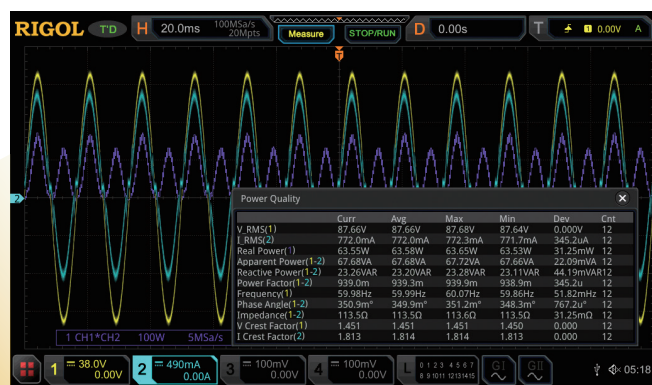 RIGOL T'D H 20.0ms 100MSa/s 20Mpts Measure STOP/RUN D 0.00s T 1 0.00V A
T
2
Power Quality X
Curr Avg Max Min Dev Cnt
V_RMS(1) 87.66V 87.66V 87.68V 87.64V 0.000V 12
I_RMS(2) 772.0mA 772.0mA 772.3mA 771.7mA 345.2uA 12
Real Power(1) 63.55W 63.58W 63.65W 63.53W 31.25mW 12
Apparent Power(1-2) 67.68VA 67.68VA 67.72VA 67.66VA 22.09mVA 12
Reactive Power(1-2) 23.26VAR 23.20VAR 23.28VAR 23.11VAR 44.19mVAR12
Power Factor(1-2) 939.0m 939.3m 939.9m 938.9m 345.2u 12
Frequency(1) 59.98Hz 59.99Hz 60.07Hz 59.86Hz 51.82mHz 12
Phase Angle(1-2) 350.9° 349.9° 351.2° 348.3° 767.2u° 12
Impedance(1-2) 113.5Ω 113.5Ω 113.6Ω 113.5Ω 31.25mΩ 12
V Crest Factor(1) 1.451 1.451 1.451 1.450 0.000 12
I Crest Factor(2) 1.813 1.814 1.814 1.813 0.000 12
1 CH1*CH2 100W 5MSa/s
1 38.0V 0.00V 2 490mA 0.00A 3 100mV 0.00V 4 100mV 0.00V L 0 1 2 3 4 5 6 7 8 9 10 11 12 13 14 15 GI GII 05:18